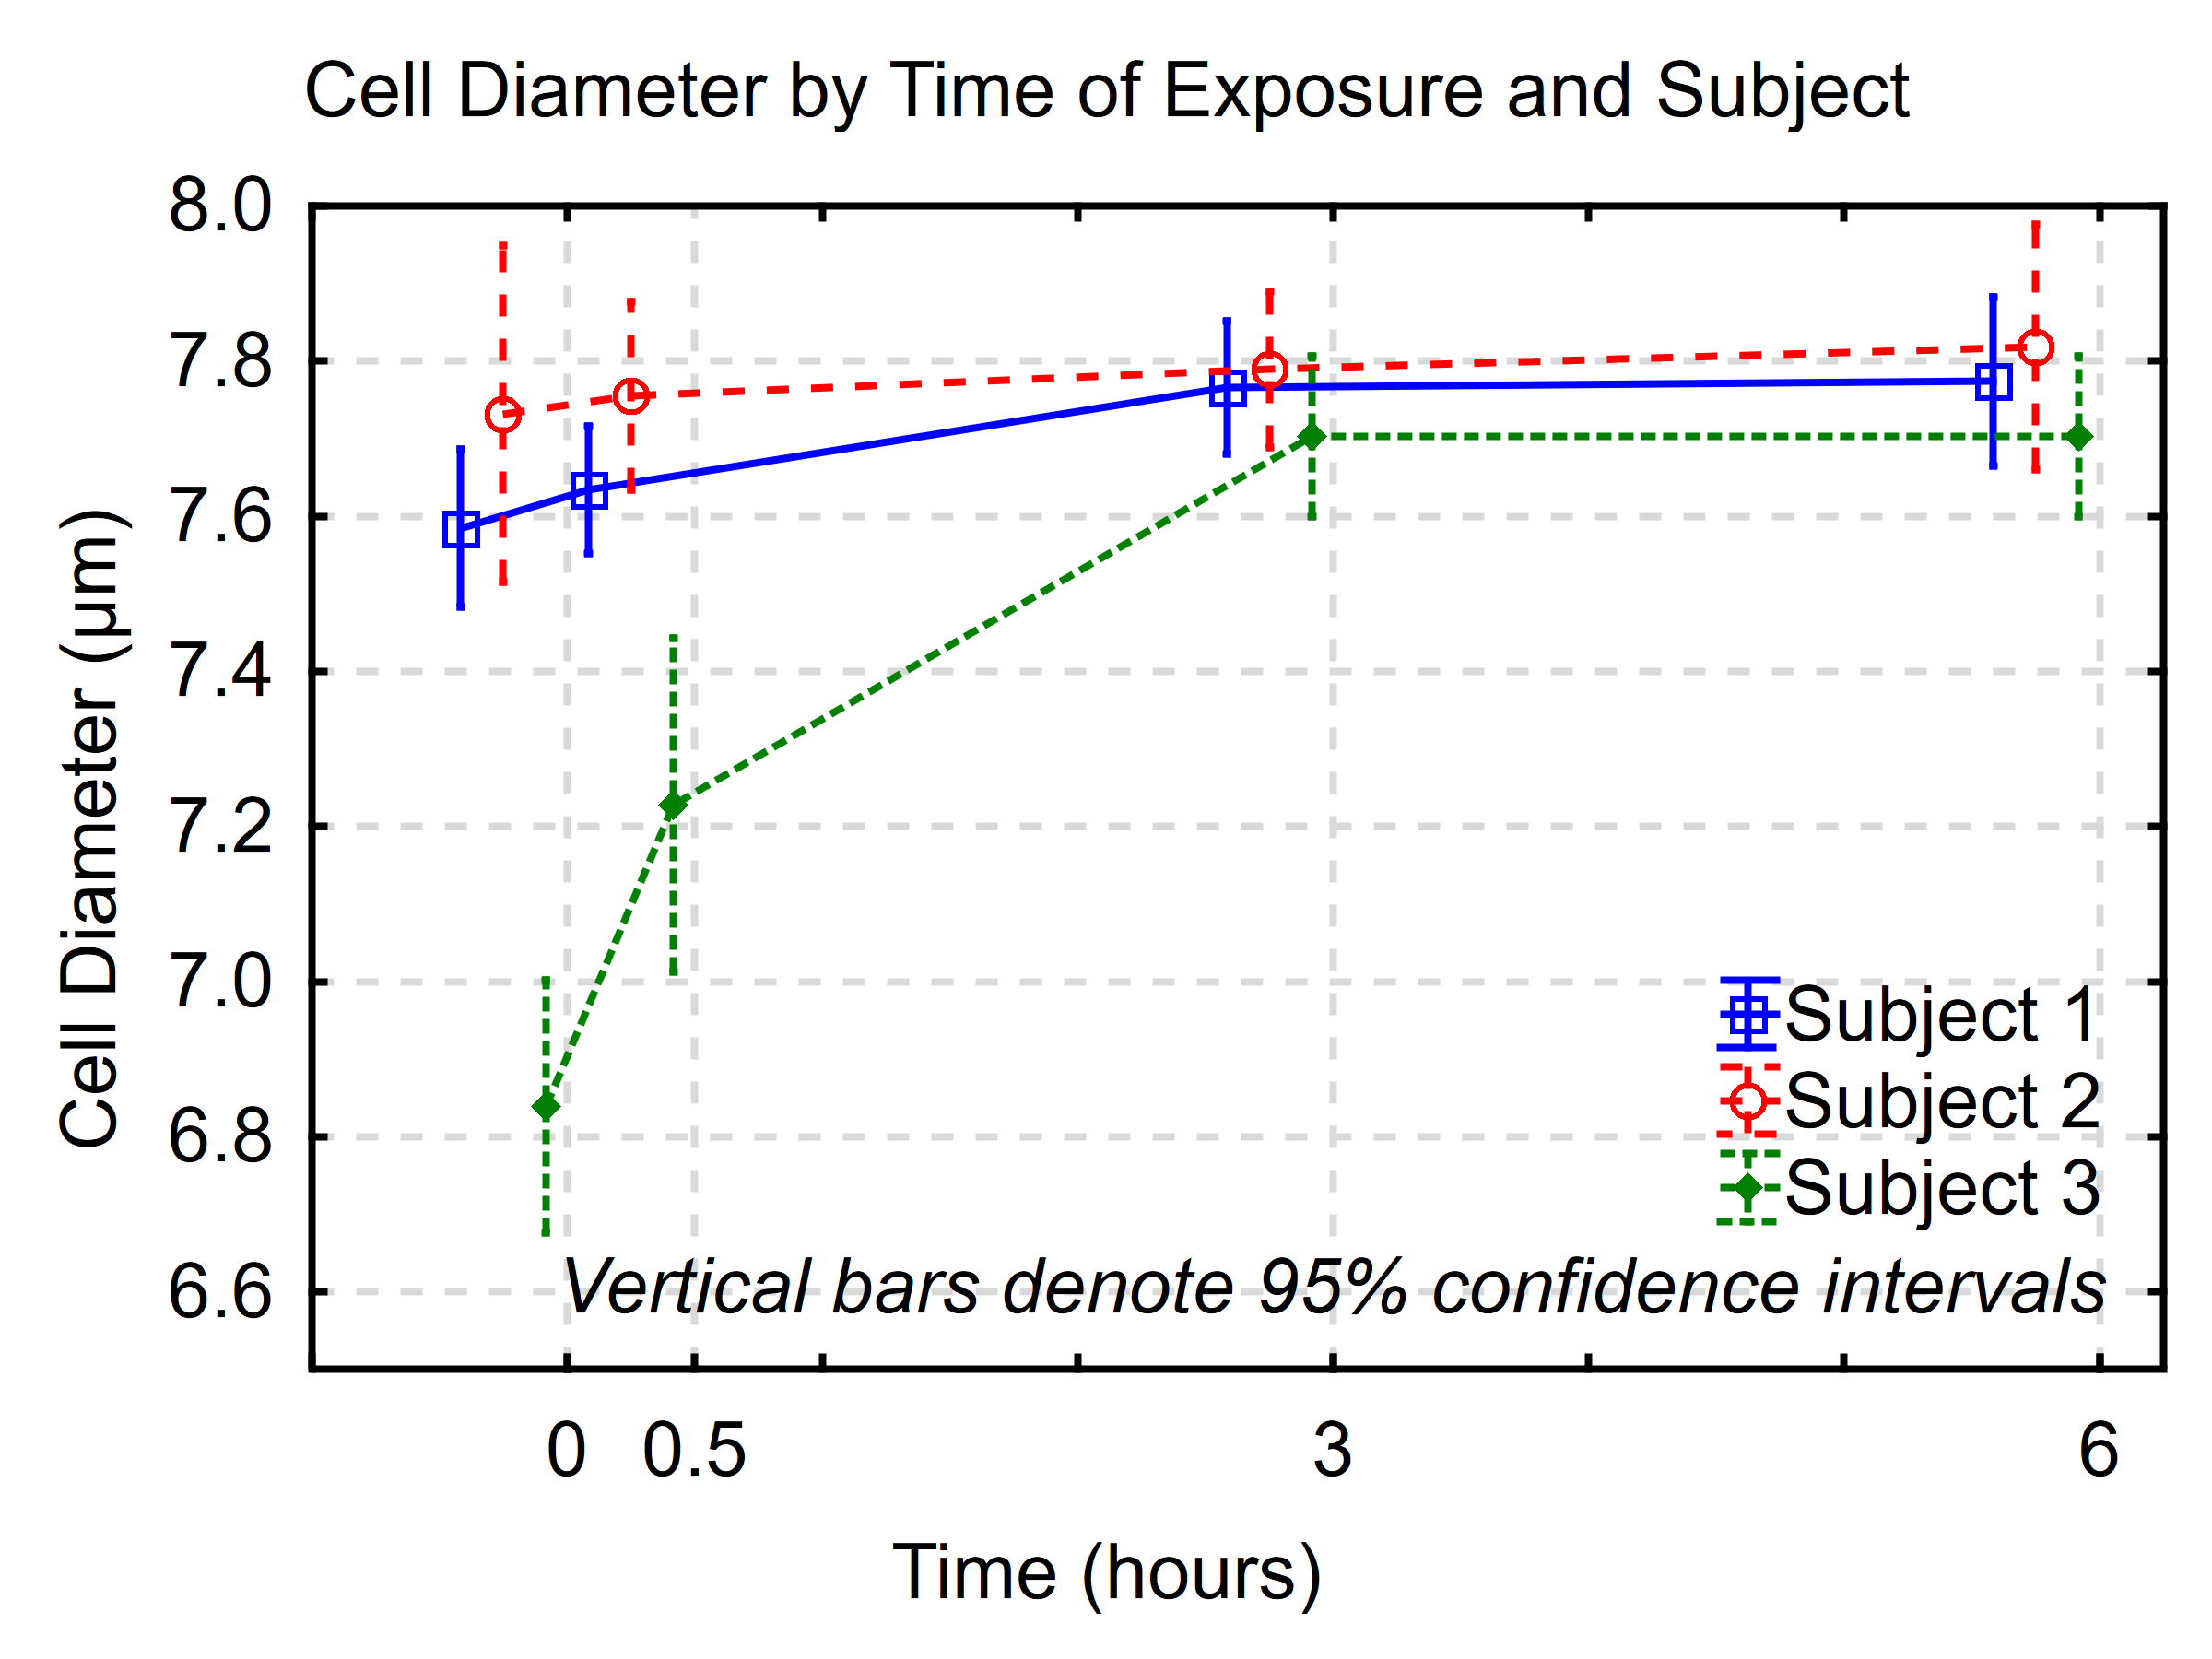 Cell Diameter by Time of Exposure and Subject
Cell Diameter (µm)
8.0
7.8
7.6
7.4
7.2
7.0
6.8
6.6
Subject 1
Subject 2
Subject 3
Vertical bars denote 95% confidence intervals
0 0.5 3 6
Time (hours)